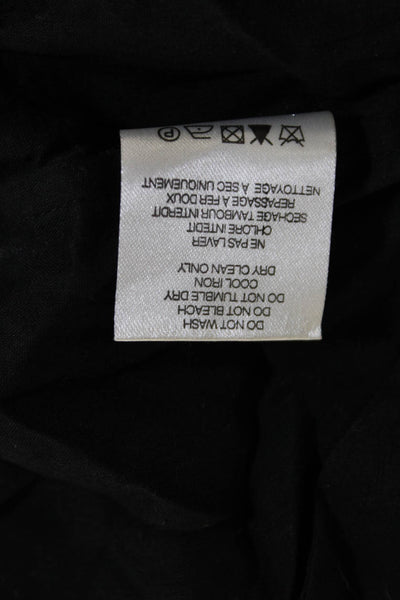 DO NOT WASH
DO NOT BLEACH
DO NOT TUMBLE DRY
COOL IRON
DRY CLEAN ONLY
NE PAS LAVER
CHLORE INTEDIT
SECHAGE TAMBOUR INTERDIT
REPASSAGE À FER DOUX
NETTOYAGE À SEC UNIQUEMENT
P